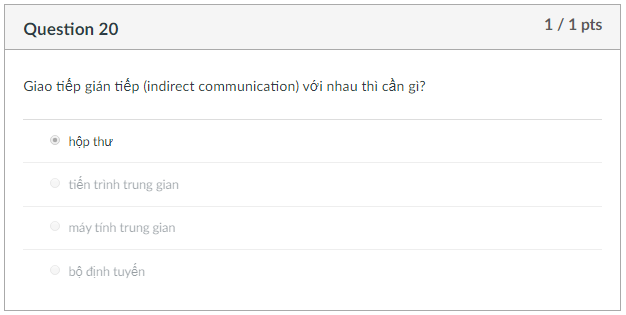 Question 20
1 / 1 pts
Giao tiếp gián tiếp (indirect communication) với nhau thì cần gì?
hộp thư
tiến trình trung gian
máy tính trung gian
bộ định tuyến